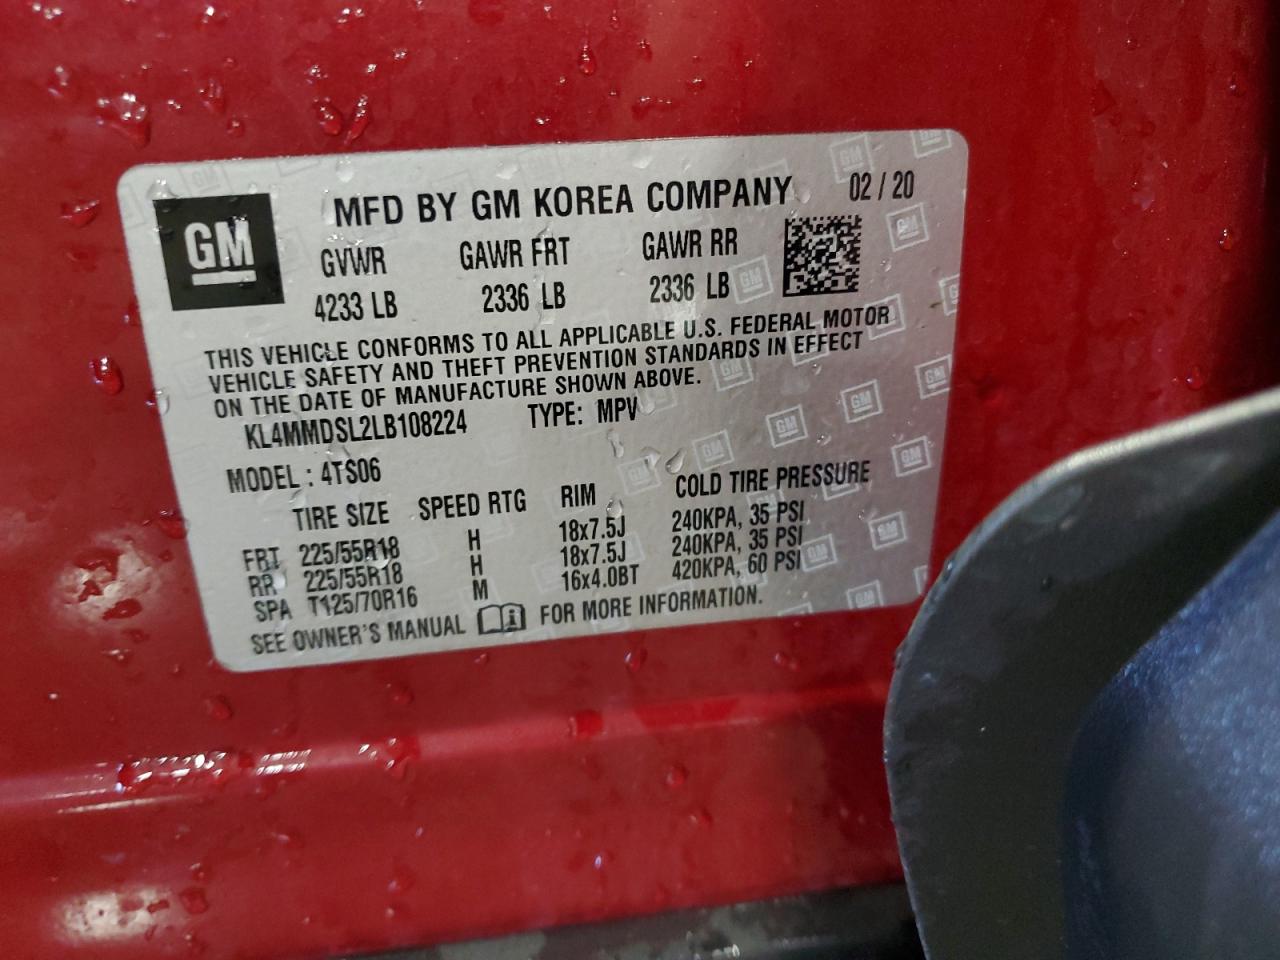 GM
MFD BY GM KOREA COMPANY 02 / 20
GVWR GAWR FRT GAWR RR
4233 LB 2336 LB 2336 LB
THIS VEHICLE CONFORMS TO ALL APPLICABLE U.S. FEDERAL MOTOR
VEHICLE SAFETY AND THEFT PREVENTION STANDARDS IN EFFECT
ON THE DATE OF MANUFACTURE SHOWN ABOVE.
KL4MMDSL2LB108224 TYPE: MPV
MODEL : 4TS06
TIRE SIZE SPEED RTG RIM COLD TIRE PRESSURE
FRT 225/55R18 H 18x7.5J 240KPA, 35 PSI
RR 225/55R18 H 18x7.5J 240KPA, 35 PSI
SPA T125/70R16 M 16x4.0BT 420KPA, 60 PSI
SEE OWNER'S MANUAL FOR MORE INFORMATION.